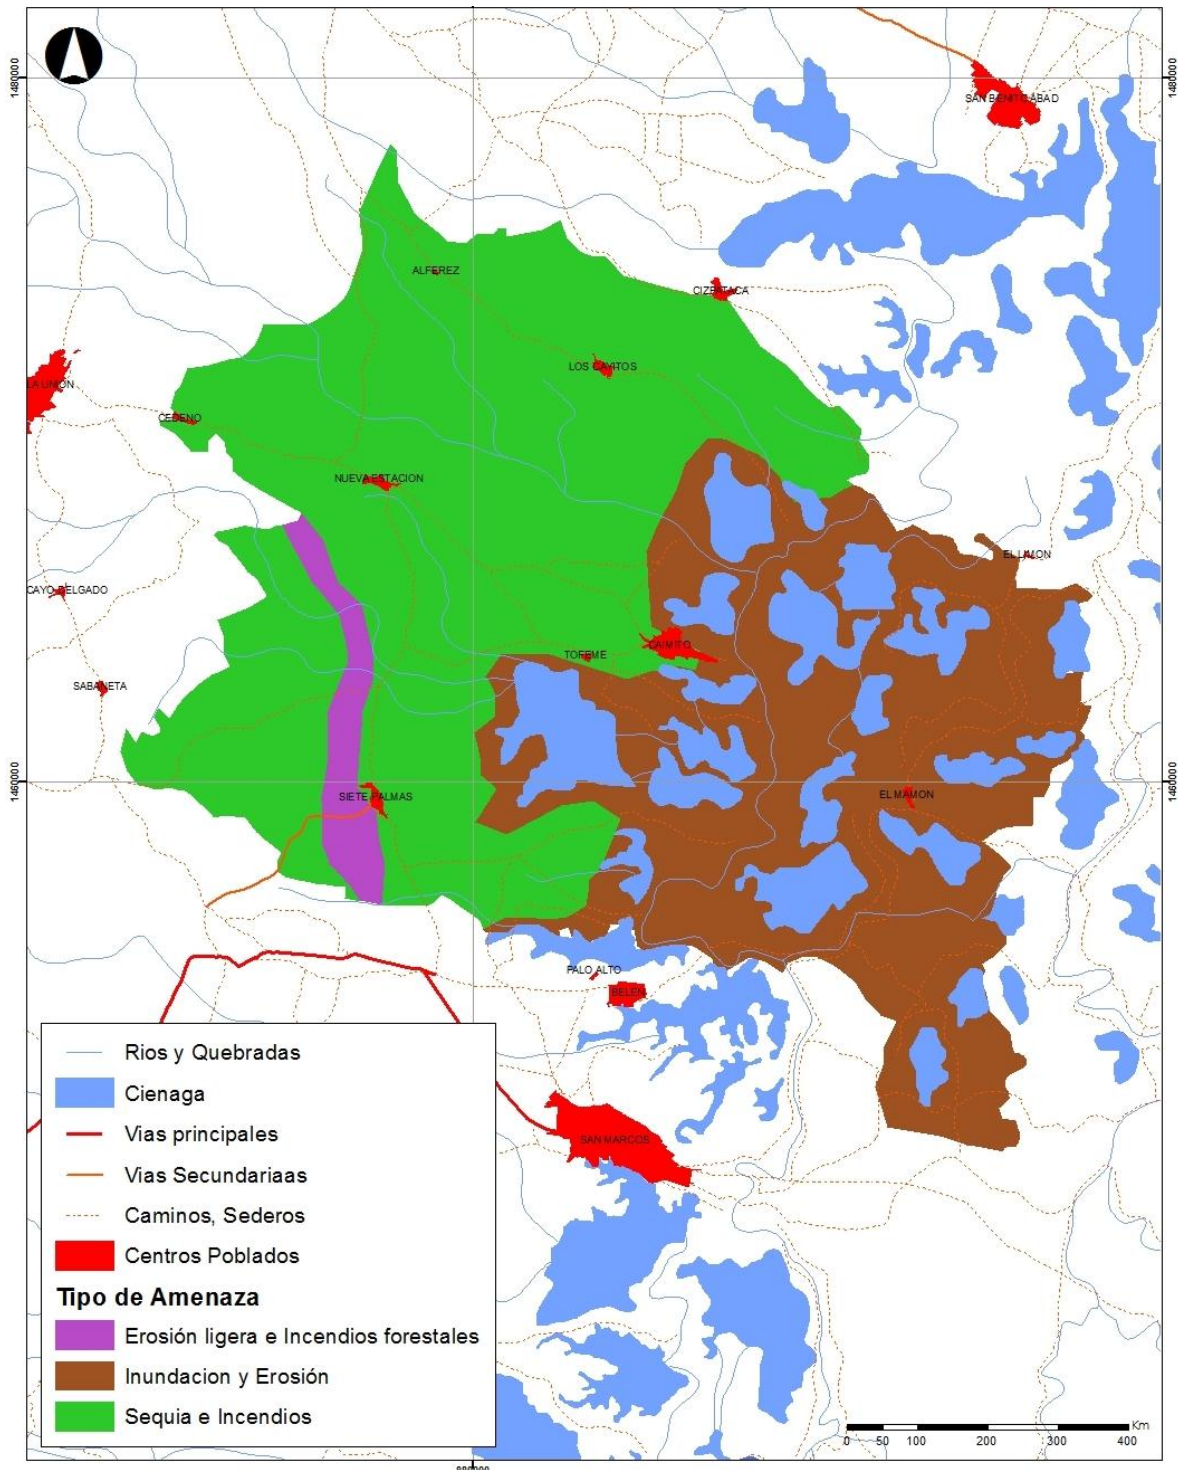 1480000
1480000
SAN BENITO ABAD
ALFEREZ
LOS CAYITOS
LA UNION
CEDENO
NUEVA ESTACION
EL LIMON
CAYO DELGADO
CAIMITO
TOFEME
SABANETA
1460000
1460000
SIETE PALMAS
EL MAMON
PALO ALTO
BELEN
SAN MARCOS
Rios y Quebradas
Cienaga
Vias principales
Vias Secundariaas
Caminos, Sederos
Centros Poblados
Tipo de Amenaza
Erosión ligera e Incendios forestales
Inundacion y Erosión
Sequia e Incendios
Km
0 50 100 200 300 400